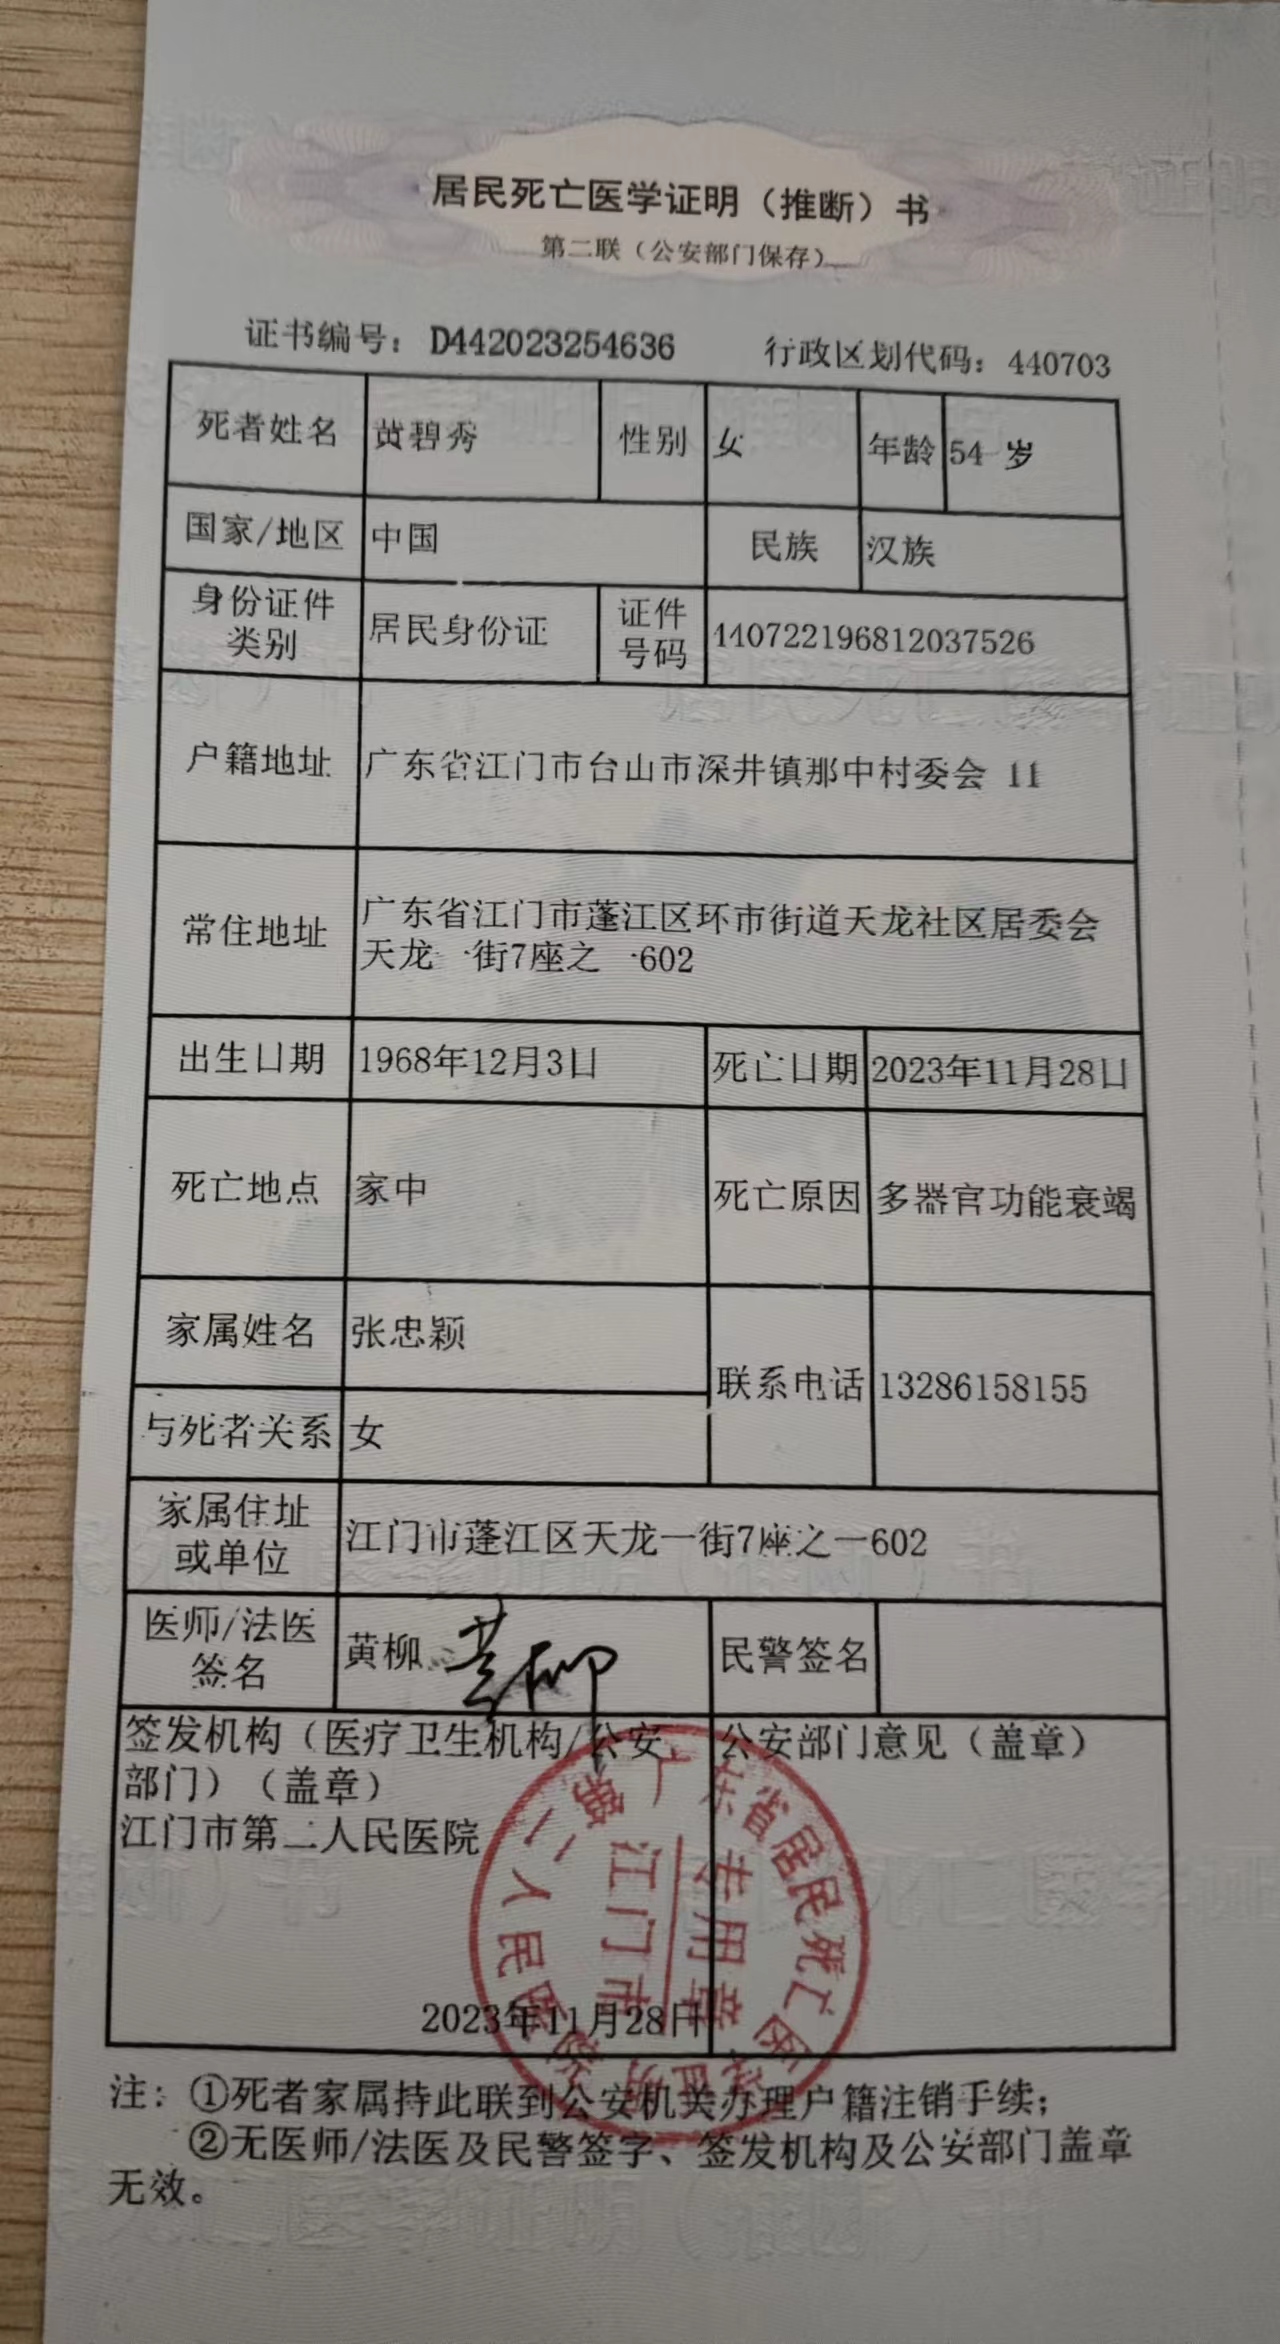 居民死亡医学证明（推断）书
第二联（公安部门保存）
证书编号：D442023254636 行政区划代码：440703
死者姓名 黄碧秀 性别 女 年龄 54 岁
国家/地区 中国 民族 汉族
身份证件类别 居民身份证 证件号码 440722196812037526
户籍地址 广东省江门市台山市深井镇那中村委会 11
常住地址 广东省江门市蓬江区环市街道天龙社区居委会
天龙一街7座之一602
出生日期 1968年12月3日 死亡日期 2023年11月28日
死亡地点 家中 死亡原因 多器官功能衰竭
家属姓名 张忠颖 联系电话 13286158155
与死者关系 女
家属住址或单位 江门市蓬江区天龙一街7座之一602
医师/法医签名 黄柳 黄柳 民警签名
签发机构（医疗卫生机构/公安
部门）（盖章）
江门市第二人民医院
公安部门意见（盖章）
广东省居民死亡医学证明
专用章
江门市
第二人民医院
2023年11月28日
注：①死者家属持此联到公安机关办理户籍注销手续；
②无医师/法医及民警签字、签发机构及公安部门盖章
无效。